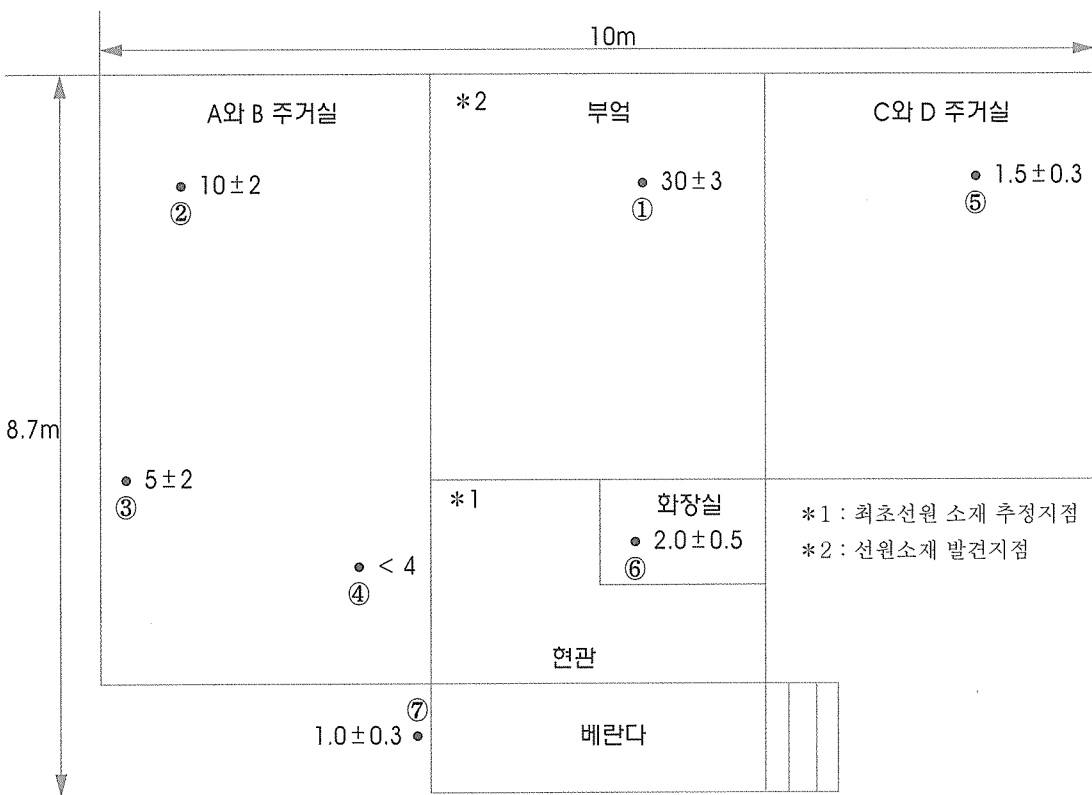 10m
*2
A와 B 주거실
부엌
C와 D 주거실
10±2
②
30±3
①
1.5±0.3
⑤
8.7m
5±2
③
*1
화장실
2.0±0.5
⑥
*1 : 최초선원 소재 추정지점
*2 : 선원소재 발견지점
< 4
④
현관
⑦
1.0±0.3
베란다